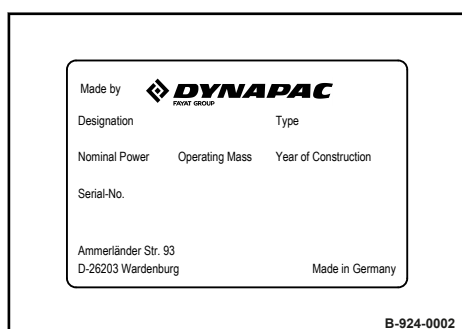 Made by DYNAPAC
FAYAT GROUP
Designation Type
Nominal Power Operating Mass Year of Construction
Serial-No.
Ammerländer Str. 93
D-26203 Wardenburg Made in Germany
B-924-0002